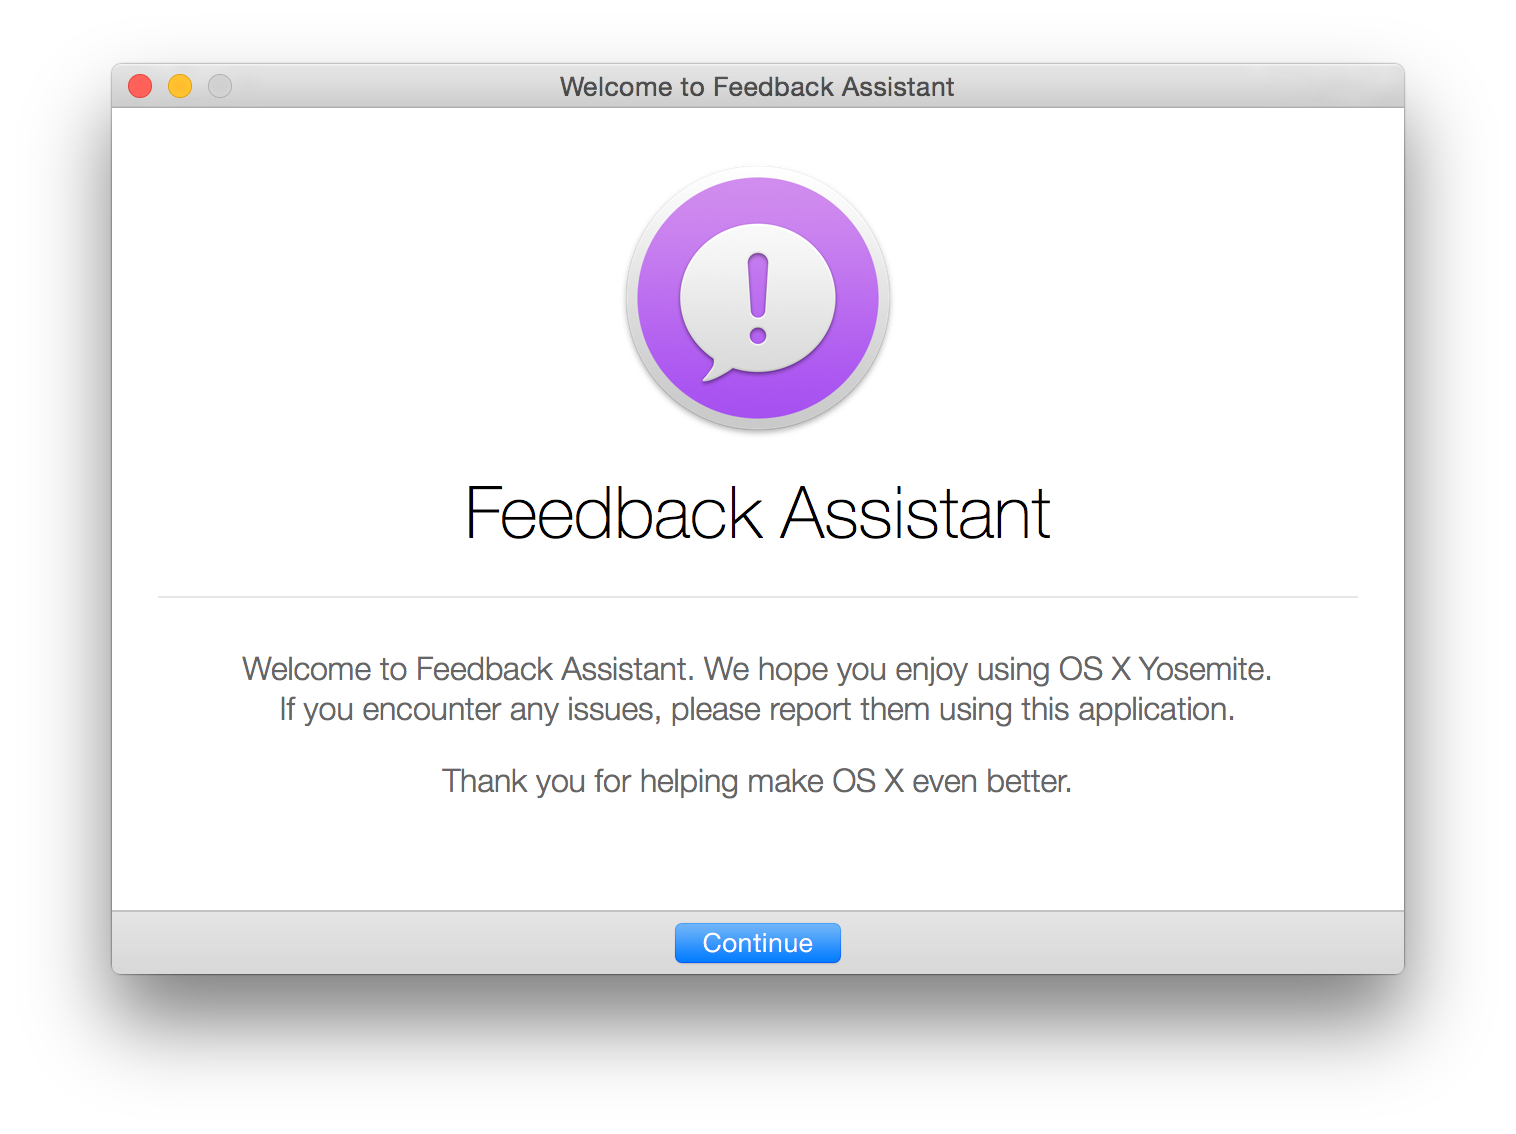 Welcome to Feedback Assistant
Feedback Assistant
Welcome to Feedback Assistant. We hope you enjoy using OS X Yosemite.
If you encounter any issues, please report them using this application.
Thank you for helping make OS X even better.
Continue